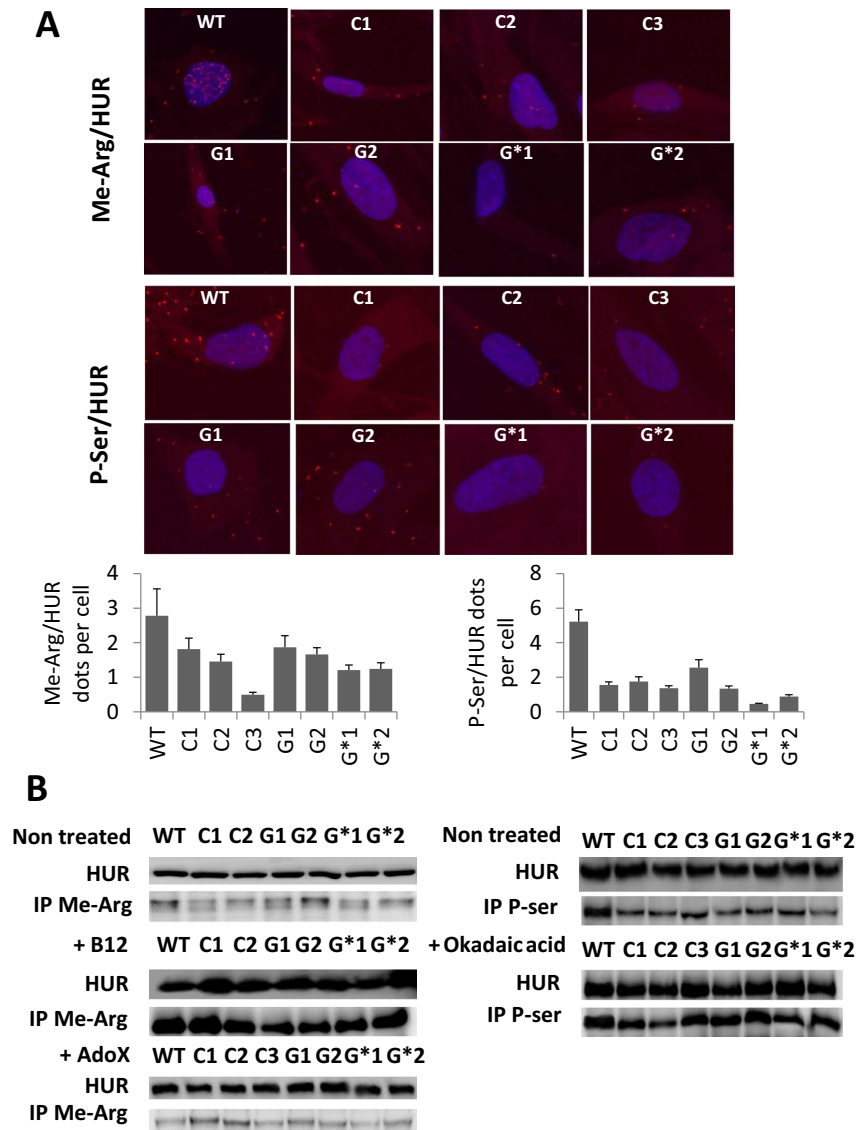 A
Me-Arg/HUR
WT C1 C2 C3
G1 G2 G*1 G*2
P-Ser/HUR
WT C1 C2 C3
G1 G2 G*1 G*2
Me-Arg/HUR
dots per cell
4
3
2
1
0
WT C1 C2 C3 G1 G2 G*1 G*2
P-Ser/HUR dots
per cell
8
6
4
2
0
WT C1 C2 C3 G1 G2 G*1 G*2
B
Non treated WT C1 C2 G1 G2 G*1 G*2
HUR
IP Me-Arg
+ B12 WT C1 C2 G1 G2 G*1 G*2
HUR
IP Me-Arg
+ AdoX WT C1 C2 C3 G1 G2 G*1 G*2
HUR
IP Me-Arg
Non treated WT C1 C2 C3 G1 G2 G*1 G*2
HUR
IP P-ser
+ Okadaic acid WT C1 C2 C3 G1 G2 G*1 G*2
HUR
IP P-ser